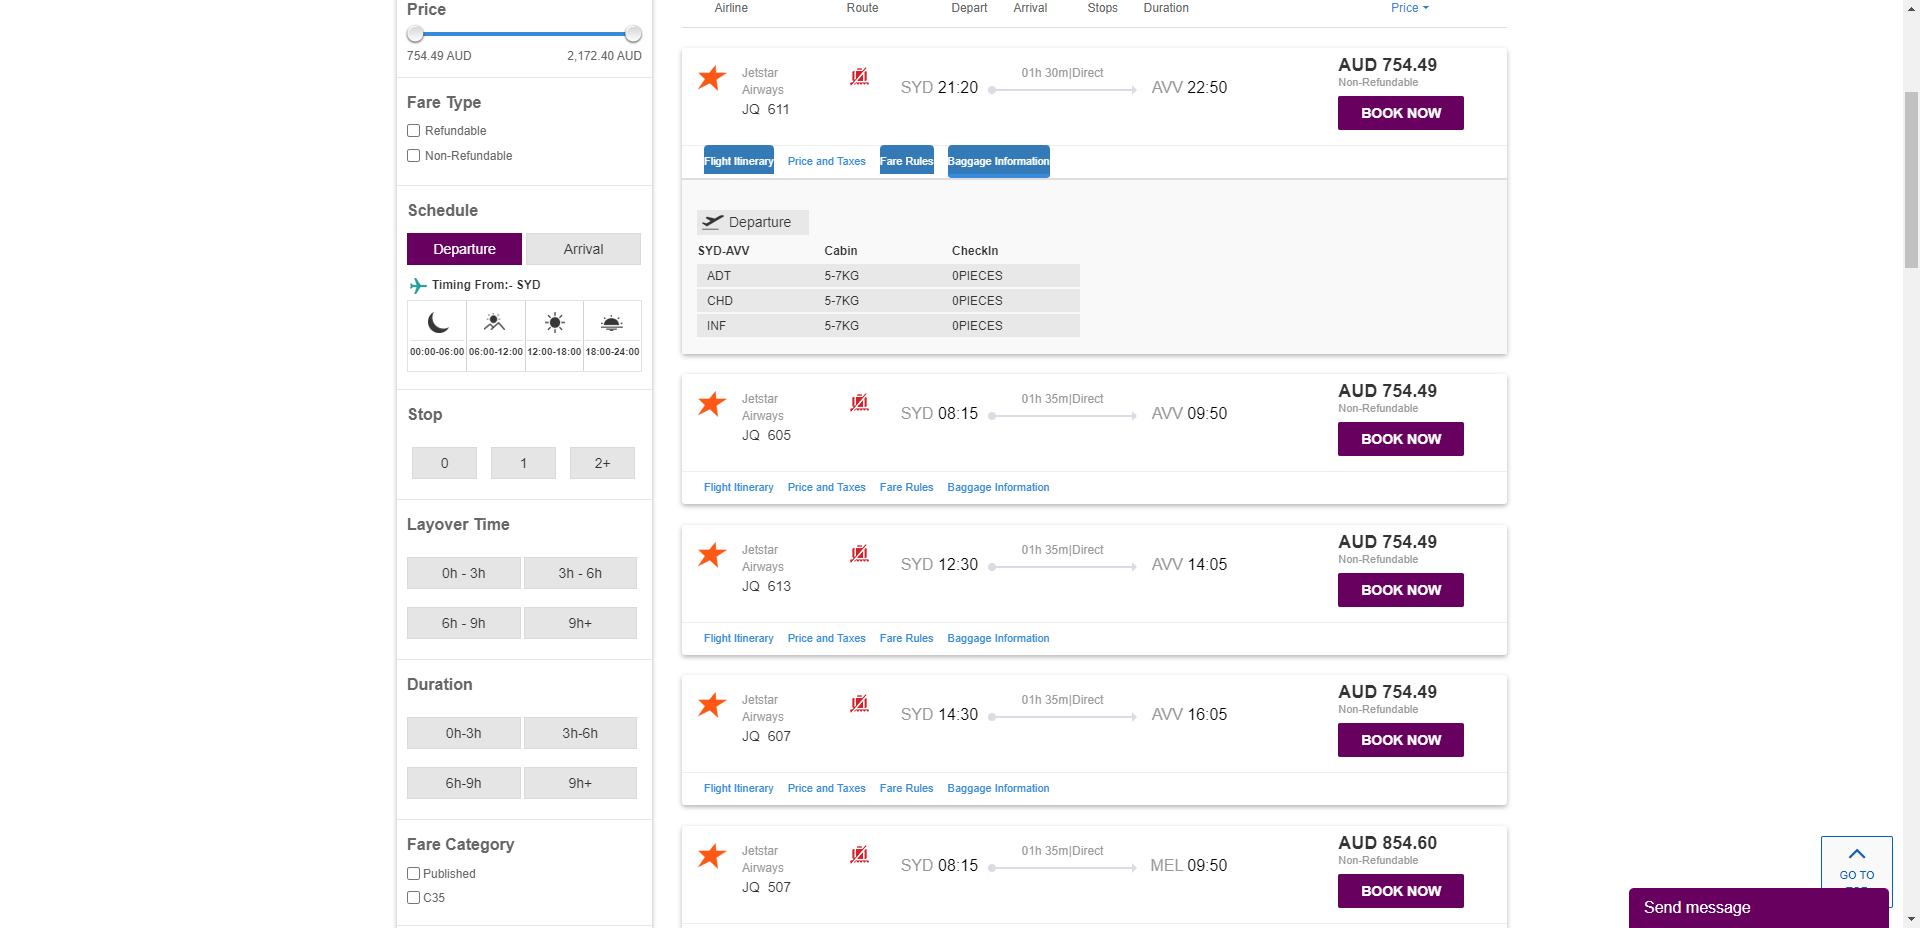 Price
754.49 AUD 2,172.40 AUD
Fare Type
Refundable
Non-Refundable
Schedule
Departure Arrival
Timing From:- SYD
00:00-06:00 06:00-12:00 12:00-18:00 18:00-24:00
Stop
0 1 2+
Layover Time
0h - 3h 3h - 6h
6h - 9h 9h+
Duration
0h-3h 3h-6h
6h-9h 9h+
Fare Category
Published
C35
Airline Route Depart Arrival Stops Duration Price
Jetstar
Airways
JQ 611
SYD 21:20 01h 30m|Direct AVV 22:50
AUD 754.49
Non-Refundable
BOOK NOW
Flight Itinerary Price and Taxes Fare Rules Baggage Information
Departure
SYD-AVV Cabin CheckIn
ADT 5-7KG 0PIECES
CHD 5-7KG 0PIECES
INF 5-7KG 0PIECES
Jetstar
Airways
JQ 605
SYD 08:15 01h 35m|Direct AVV 09:50
AUD 754.49
Non-Refundable
BOOK NOW
Flight Itinerary Price and Taxes Fare Rules Baggage Information
Jetstar
Airways
JQ 613
SYD 12:30 01h 35m|Direct AVV 14:05
AUD 754.49
Non-Refundable
BOOK NOW
Flight Itinerary Price and Taxes Fare Rules Baggage Information
Jetstar
Airways
JQ 607
SYD 14:30 01h 35m|Direct AVV 16:05
AUD 754.49
Non-Refundable
BOOK NOW
Flight Itinerary Price and Taxes Fare Rules Baggage Information
Jetstar
Airways
JQ 507
SYD 08:15 01h 35m|Direct MEL 09:50
AUD 854.60
Non-Refundable
BOOK NOW
GO TO
Send message